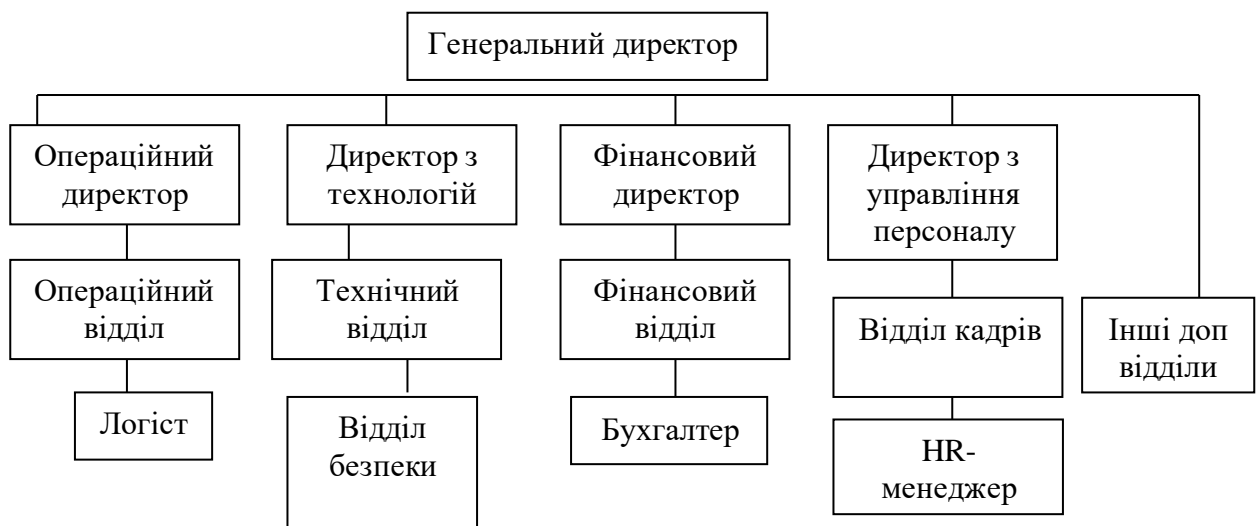 Генеральний директор
Операційний
директор
Директор з
технологій
Фінансовий
директор
Директор з
управління
персоналу
Операційний
відділ
Технічний
відділ
Фінансовий
відділ
Відділ кадрів
Інші доп
відділи
Логіст
Відділ
безпеки
Бухгалтер
HR-
менеджер